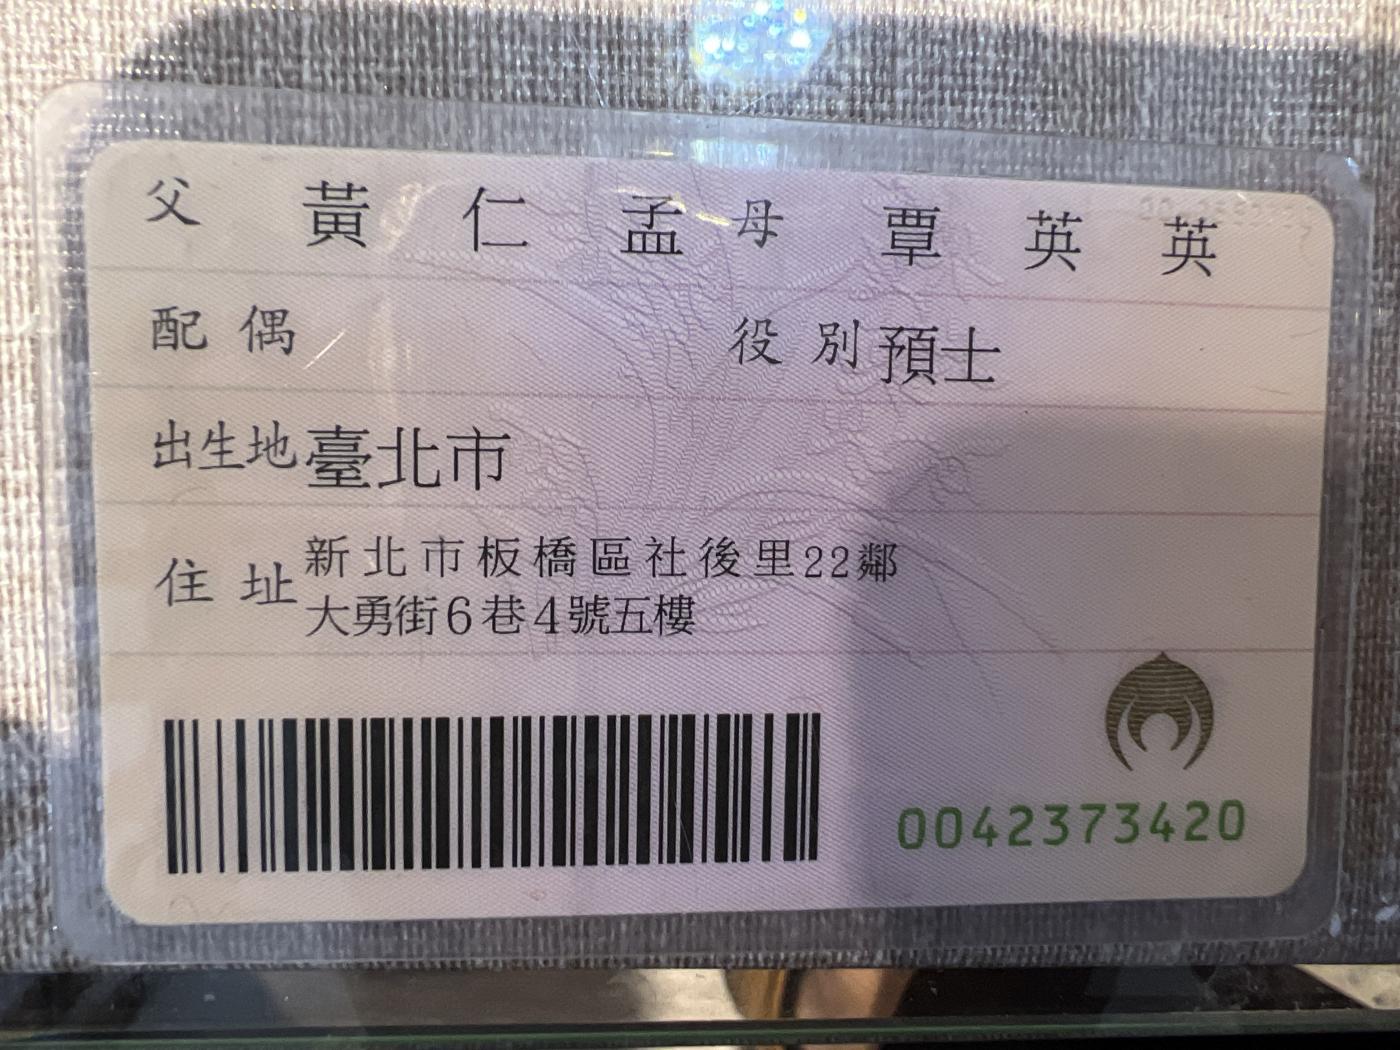 父 黃 仁 孟 母 覃 英 英
配 偶 役 別 預士
出生地 臺北市
住 址 新北市板橋區社後里22鄰
大勇街6巷4號五樓
0042373420